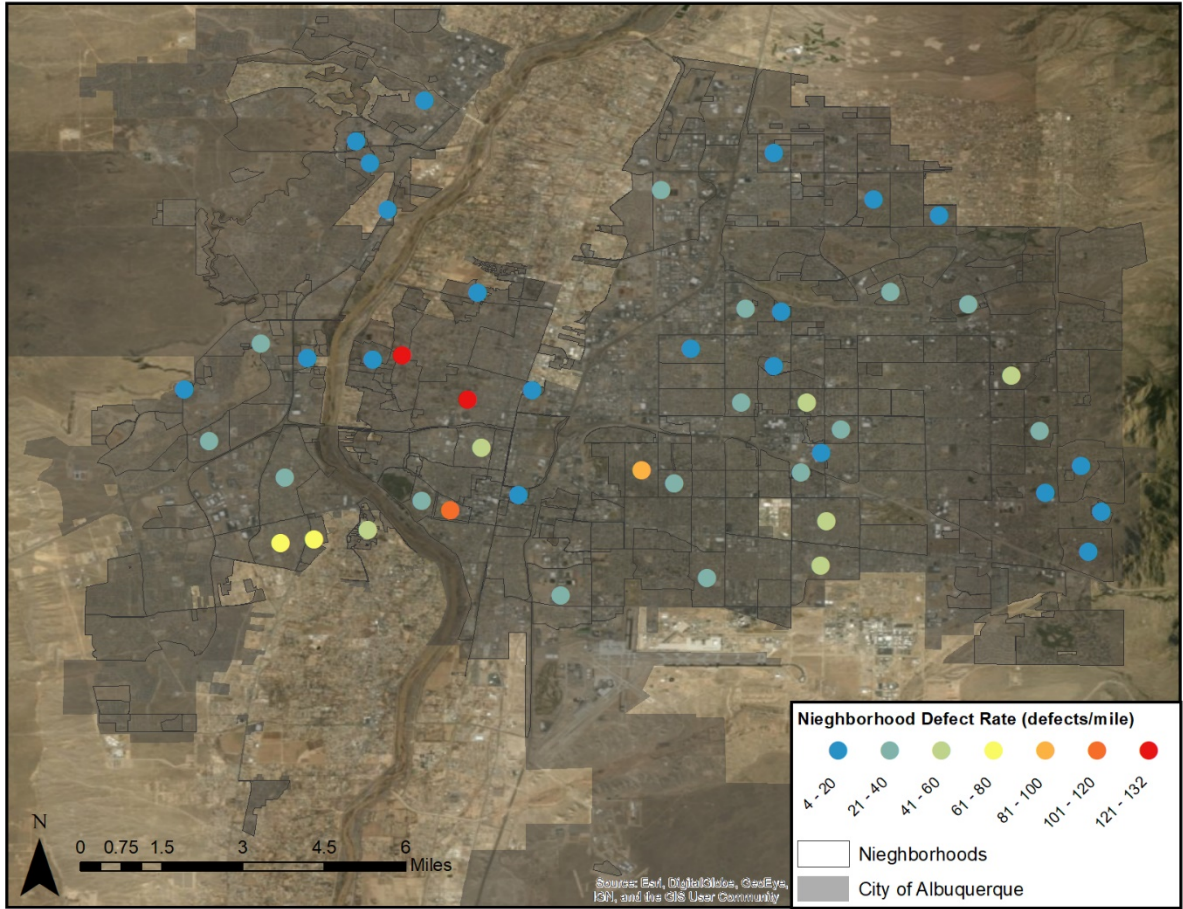 Nieghborhood Defect Rate (defects/mile)
4 - 20
21 - 40
41 - 60
61 - 80
81 - 100
101 - 120
121 - 132
Nieghborhoods
City of Albuquerque
N
0 0.75 1.5 3 4.5 6
Miles
Source: Esri, DigitalGlobe, GeoEye,
IGN, and the GIS User Community